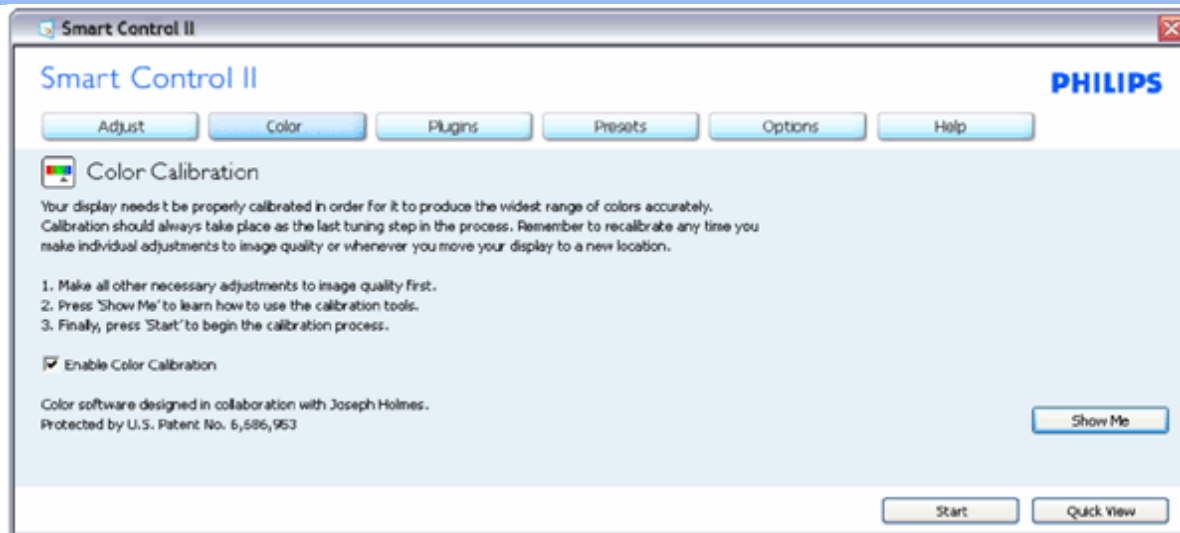 Smart Control II
Smart Control II
PHILIPS
Adjust
Color
Plugins
Presets
Options
Help
Color Calibration
Your display needs t be properly calibrated in order for it to produce the widest range of colors accurately.
Calibration should always take place as the last tuning step in the process. Remember to recalibrate any time you
make individual adjustments to image quality or whenever you move your display to a new location.
1. Make all other necessary adjustments to image quality first.
2. Press 'Show Me' to learn how to use the calibration tools.
3. Finally, press 'Start' to begin the calibration process.
Enable Color Calibration
Color software designed in collaboration with Joseph Holmes.
Protected by U.S. Patent No. 6,686,953
Show Me
Start
Quick View